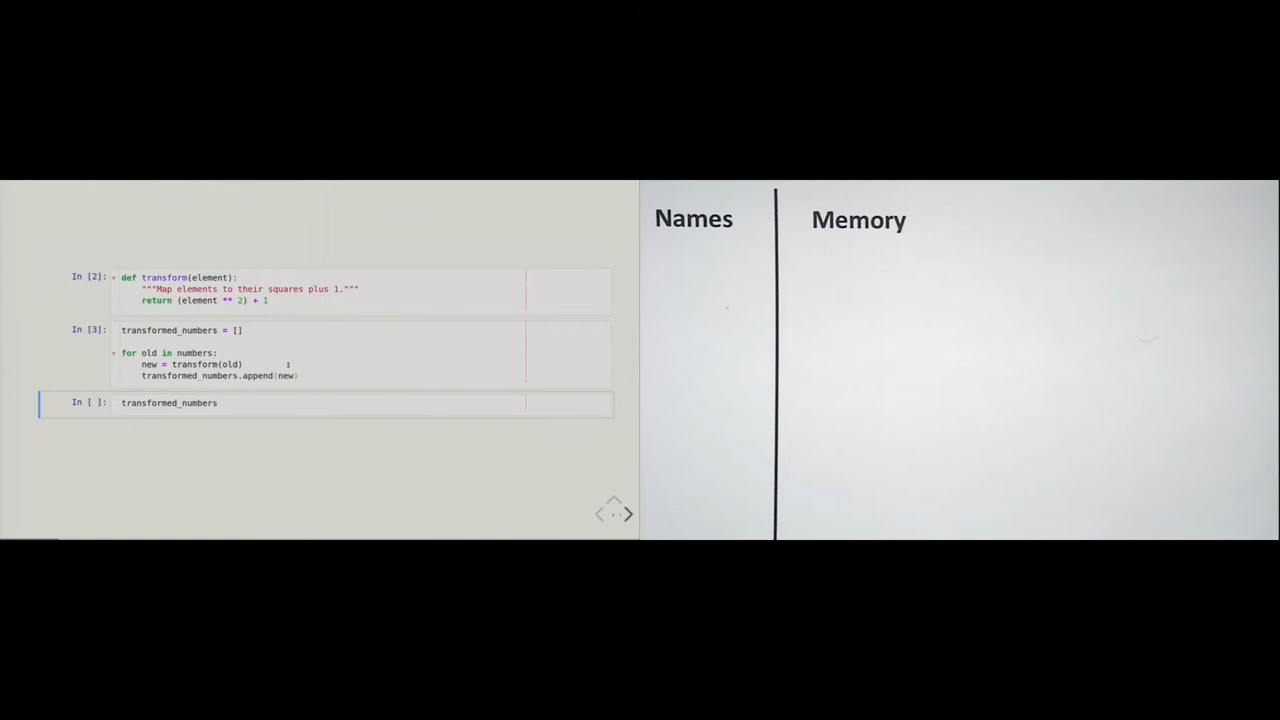 In [2]: def transform(element):
"""Map elements to their squares plus 1."""
return (element ** 2) + 1
In [3]: transformed_numbers = []
for old in numbers:
new = transform(old)
transformed_numbers.append(new)
In [ ]: transformed_numbers
Names
Memory